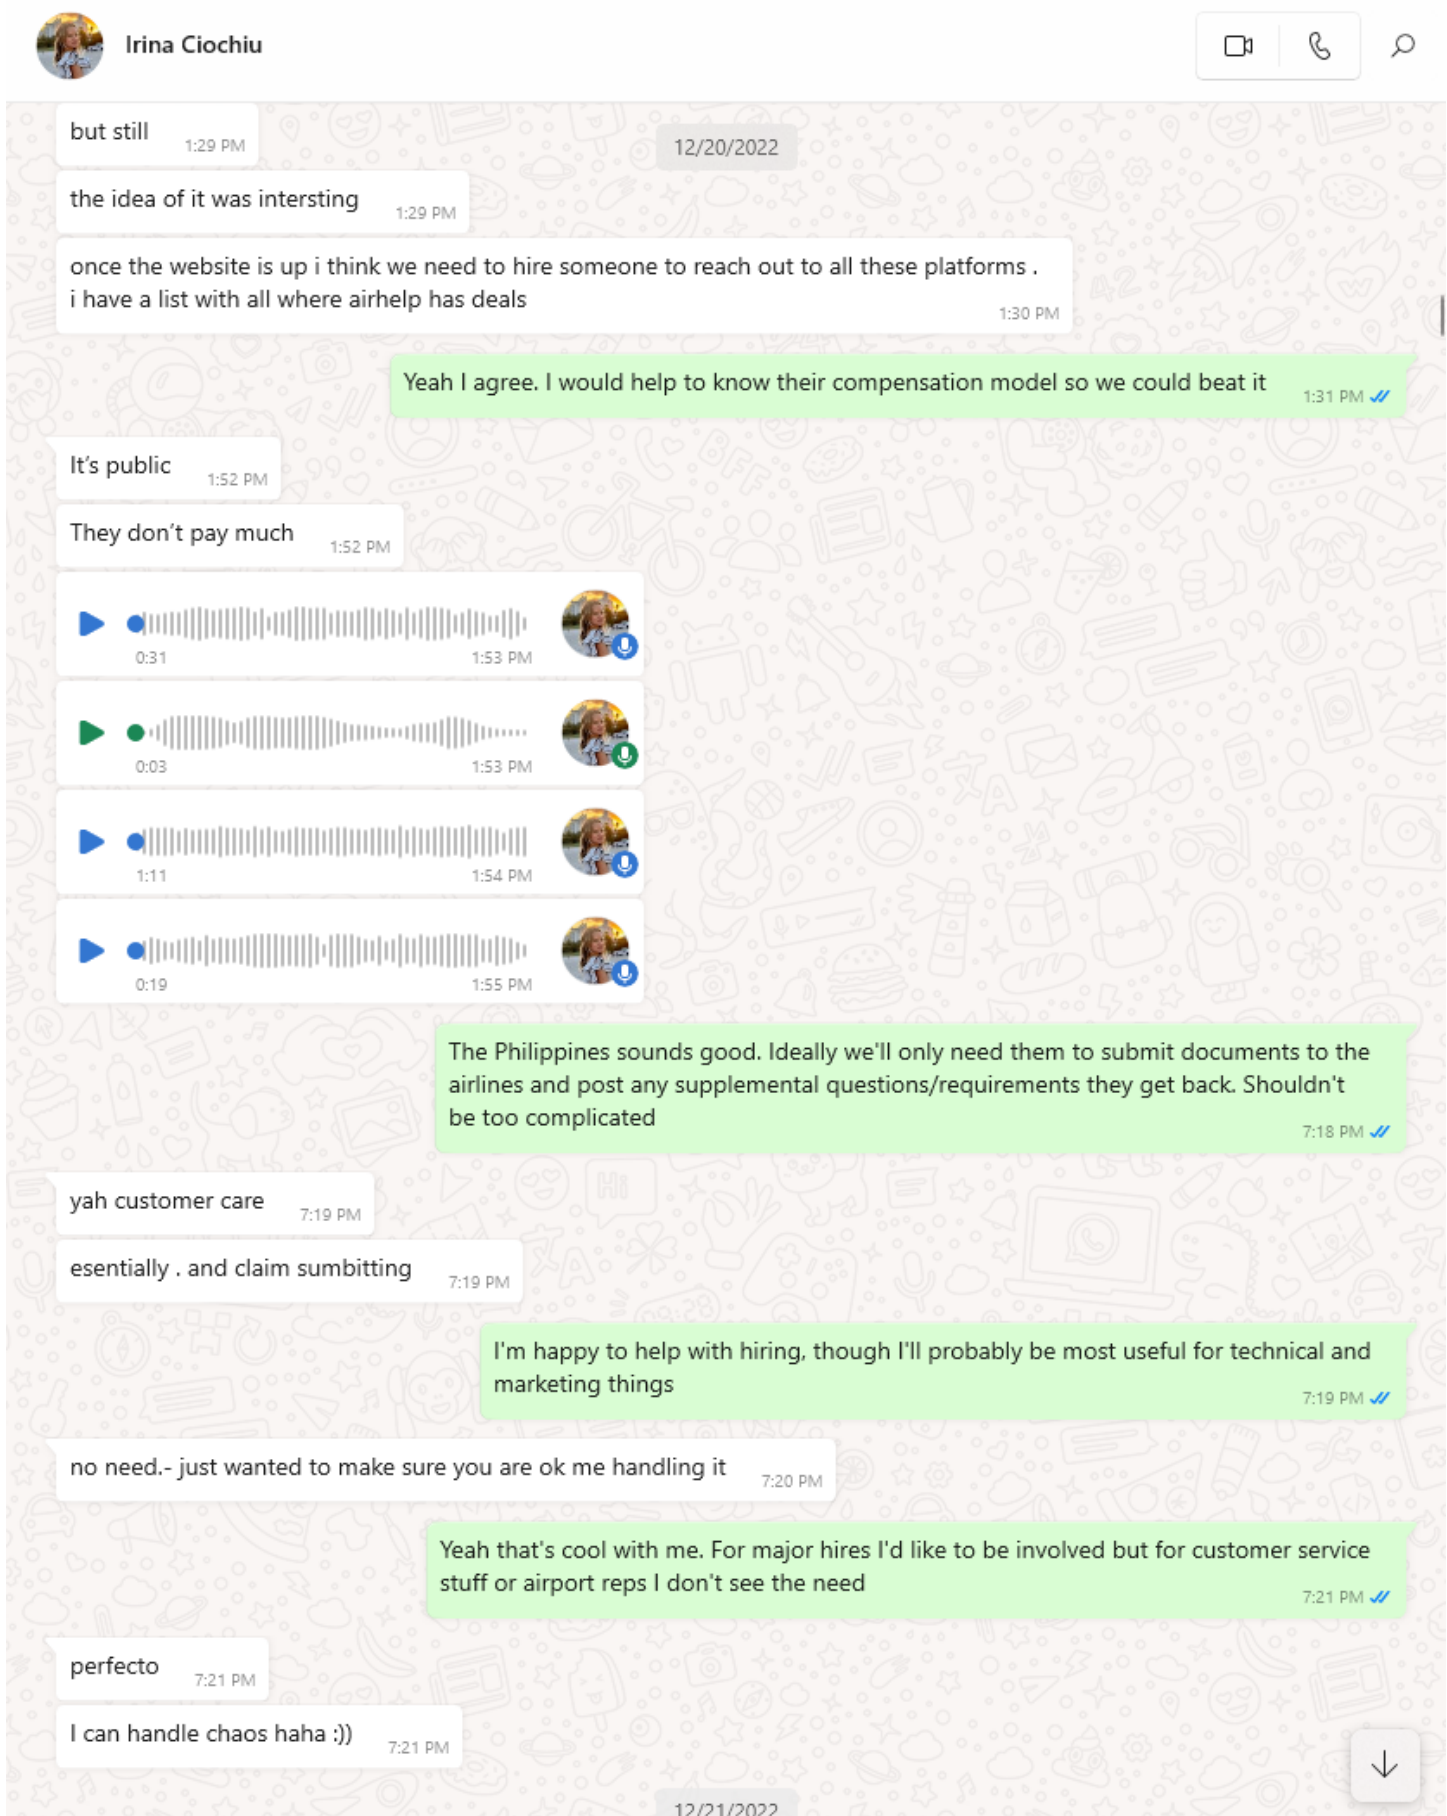 Irina Ciochiu
but still
1:29 PM
12/20/2022
the idea of it was intersting
1:29 PM
once the website is up i think we need to hire someone to reach out to all these platforms .
i have a list with all where airhelp has deals
1:30 PM
Yeah I agree. I would help to know their compensation model so we could beat it
1:31 PM
It's public
1:52 PM
They don't pay much
1:52 PM
0:31
1:53 PM
0:03
1:53 PM
1:11
1:54 PM
0:19
1:55 PM
The Philippines sounds good. Ideally we'll only need them to submit documents to the
airlines and post any supplemental questions/requirements they get back. Shouldn't
be too complicated
7:18 PM
yah customer care
7:19 PM
esentially . and claim sumbitting
7:19 PM
I'm happy to help with hiring, though I'll probably be most useful for technical and
marketing things
7:19 PM
no need.- just wanted to make sure you are ok me handling it
7:20 PM
Yeah that's cool with me. For major hires I'd like to be involved but for customer service
stuff or airport reps I don't see the need
7:21 PM
perfecto
7:21 PM
I can handle chaos haha :))
7:21 PM
12/21/2022